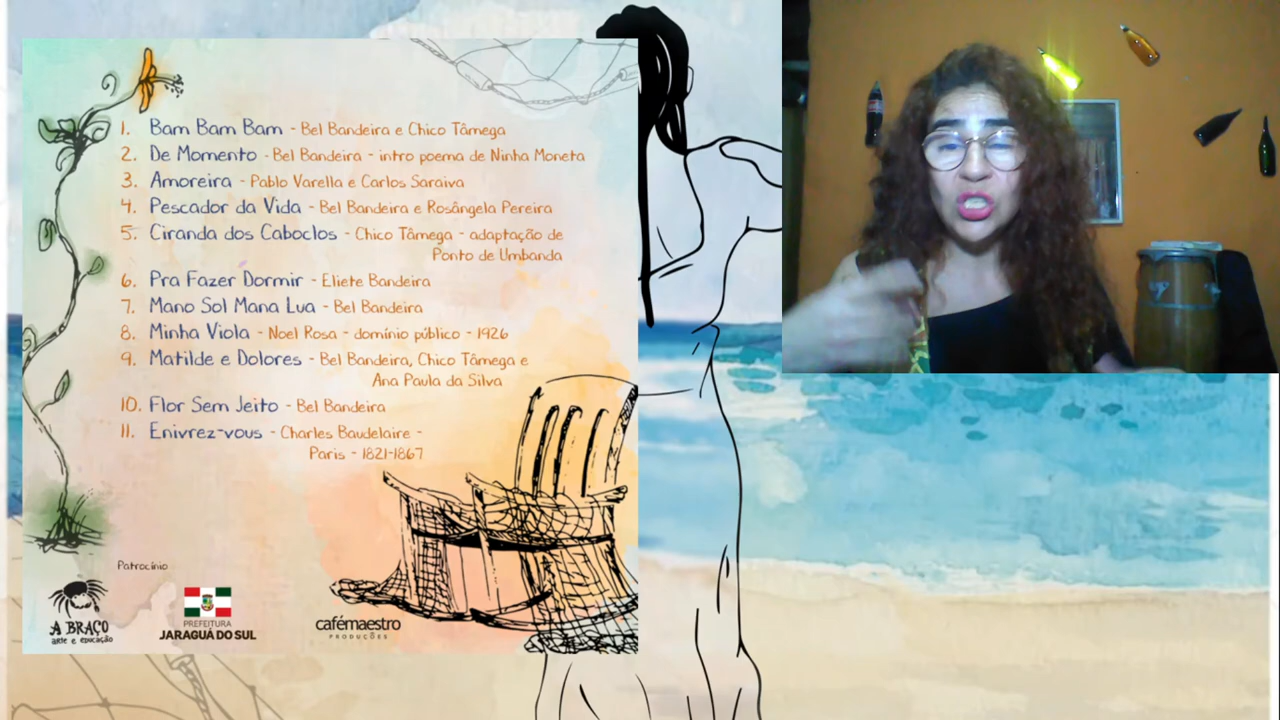 1. Bam Bam Bam - Bel Bandeira e Chico Tâmega
2. De Momento - Bel Bandeira - intro poema de Ninha Moneta
3. Amoreira - Pablo Varella e Carlos Saraiva
4. Pescador da Vida - Bel Bandeira e Rosângela Pereira
5. Ciranda dos Caboclos - Chico Tâmega - adaptação de
Ponto de Umbanda
6. Pra Fazer Dormir - Eliete Bandeira
7. Mano Sol Mana Lua - Bel Bandeira
8. Minha Viola - Noel Rosa - domínio público - 1926
9. Matilde e Dolores - Bel Bandeira, Chico Tâmega e
Ana Paula da Silva
10. Flor Sem Jeito - Bel Bandeira
11. Enivrez-vous - Charles Baudelaire -
Paris - 1821-1867
Patrocínio
A BRAÇO
arte e educação
PREFEITURA
JARAGUÁ DO SUL
cafémaestro
PRODUÇÕES